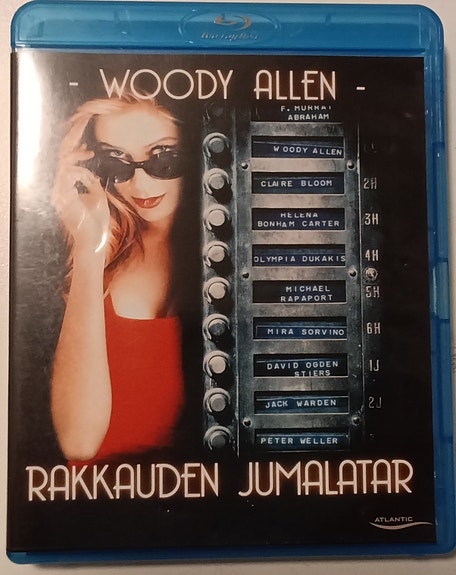 Blu-ray Disc
- WOODY ALLEN -
F. MURRAY
ABRAHAM
WOODY ALLEN
CLAIRE BLOOM
2H
HELENA
BONHAM CARTER
3H
OLYMPIA DUKAKIS
4H
MICHAEL
RAPAPORT
5H
MIRA SORVINO
6H
DAVID OGDEN
STIERS
1J
JACK WARDEN
2J
PETER WELLER
RAKKAUDEN JUMALATAR
ATLANTIC